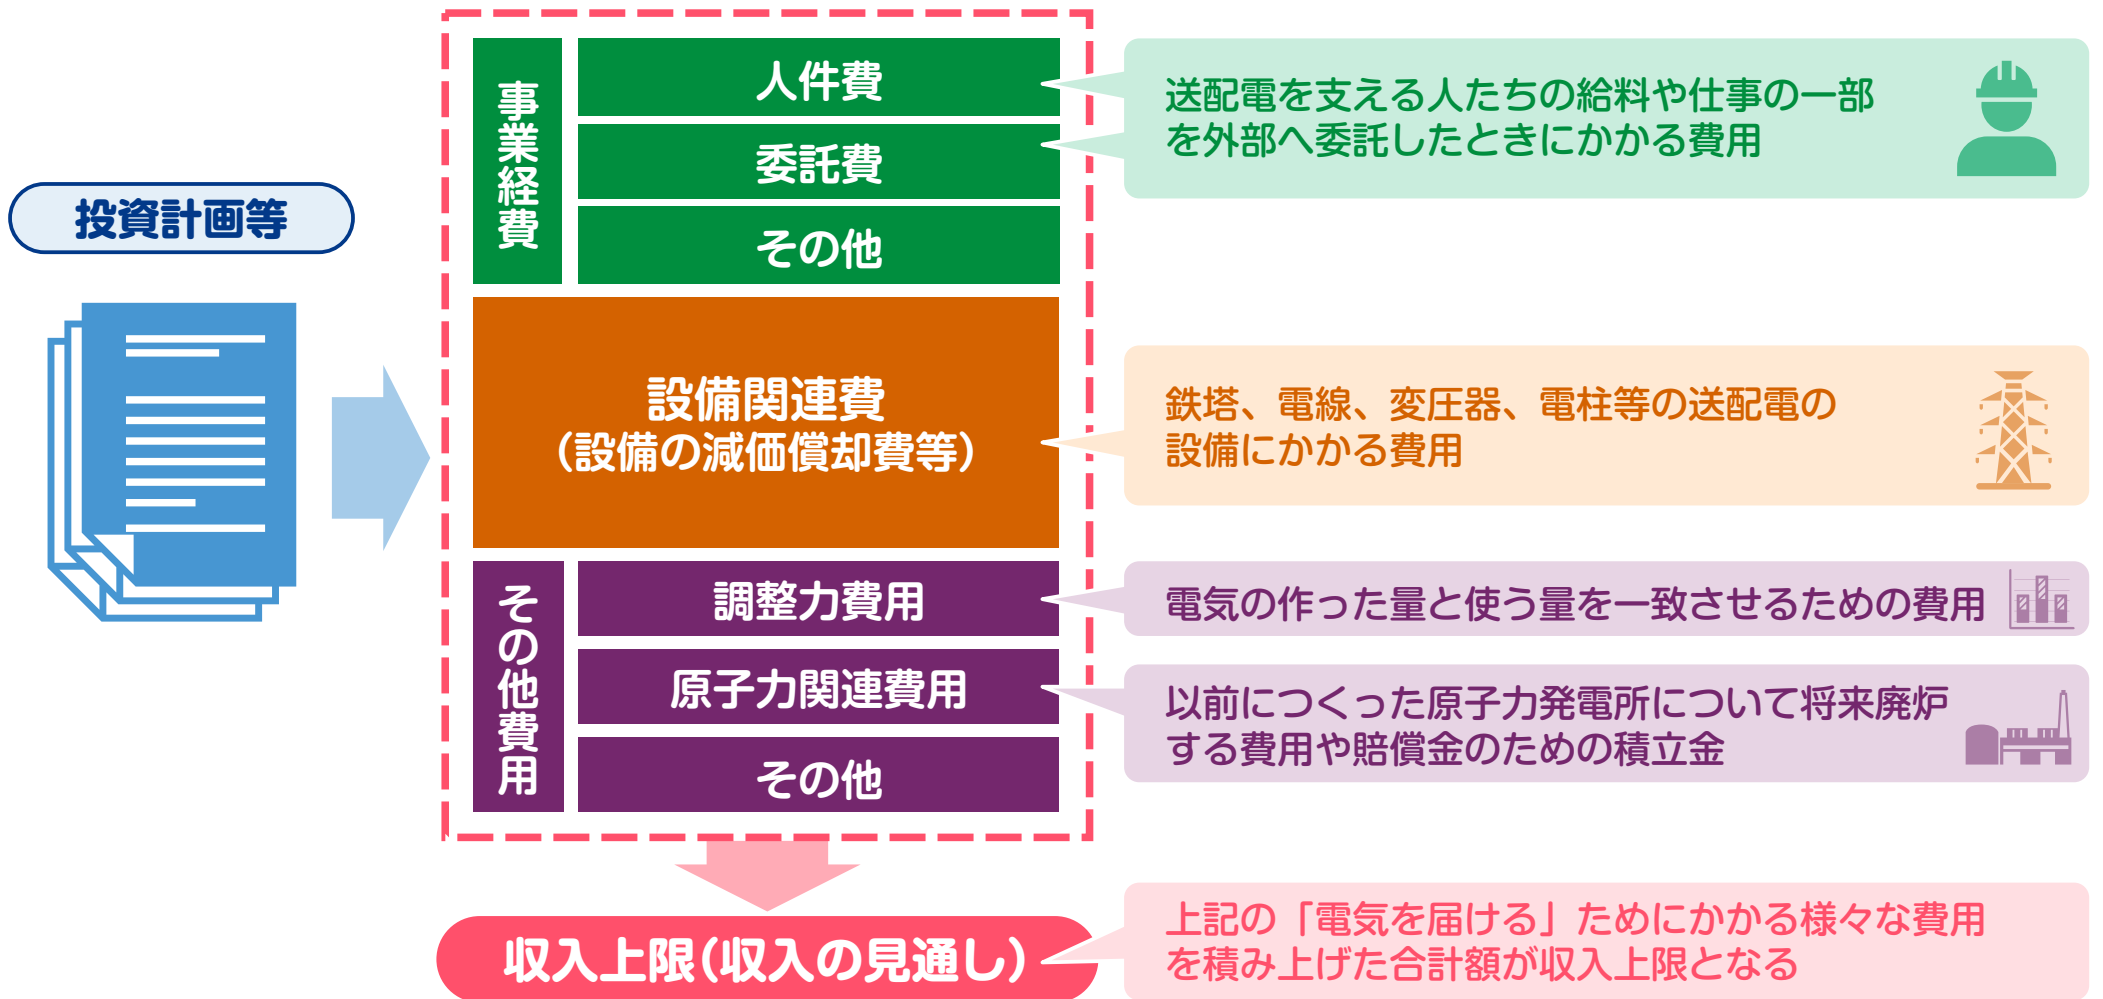 投資計画等
事業経費
人件費
委託費
その他
送配電を支える人たちの給料や仕事の一部
を外部へ委託したときにかかる費用
設備関連費
(設備の減価償却費等)
鉄塔、電線、変圧器、電柱等の送配電の
設備にかかる費用
その他費用
調整力費用
原子力関連費用
その他
電気の作った量と使う量を一致させるための費用
以前につくった原子力発電所について将来廃炉
する費用や賠償金のための積立金
収入上限(収入の見通し)
上記の「電気を届ける」ためにかかる様々な費用
を積み上げた合計額が収入上限となる